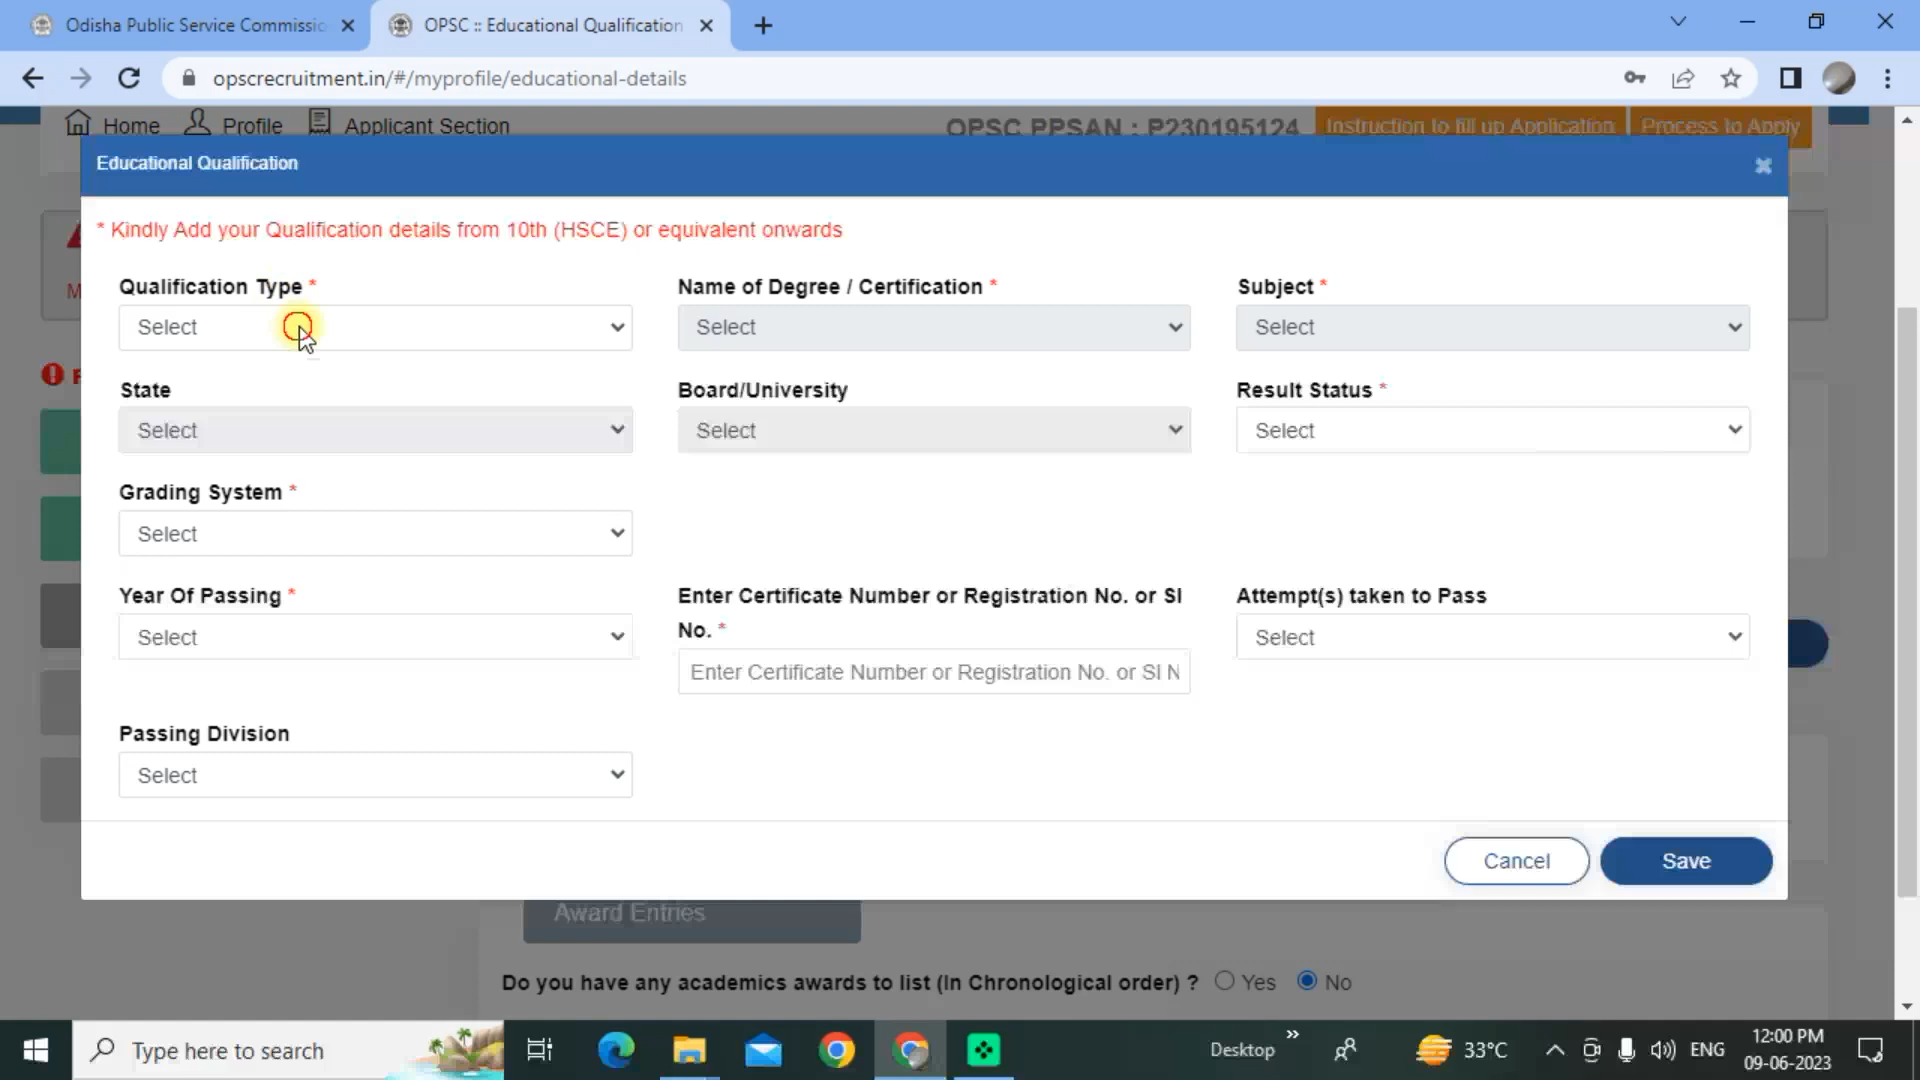 Odisha Public Service Commissio
OPSC :: Educational Qualification
opscrecruitment.in/#/myprofile/educational-details
Home
Profile
Applicant Section
OPSC PPSAN : P230195124
Instruction to fill up Application
Process to Apply
Educational Qualification
* Kindly Add your Qualification details from 10th (HSCE) or equivalent onwards
Qualification Type *
Name of Degree / Certification *
Subject *
Select
Select
Select
State
Board/University
Result Status *
Select
Select
Select
Grading System *
Select
Year Of Passing *
Enter Certificate Number or Registration No. or Sl
No. *
Attempt(s) taken to Pass
Select
Enter Certificate Number or Registration No. or Sl N
Select
Passing Division
Select
Cancel
Save
Award Entries
Do you have any academics awards to list (In Chronological order) ?
Yes
No
Type here to search
Desktop
33°C
ENG
12:00 PM
09-06-2023